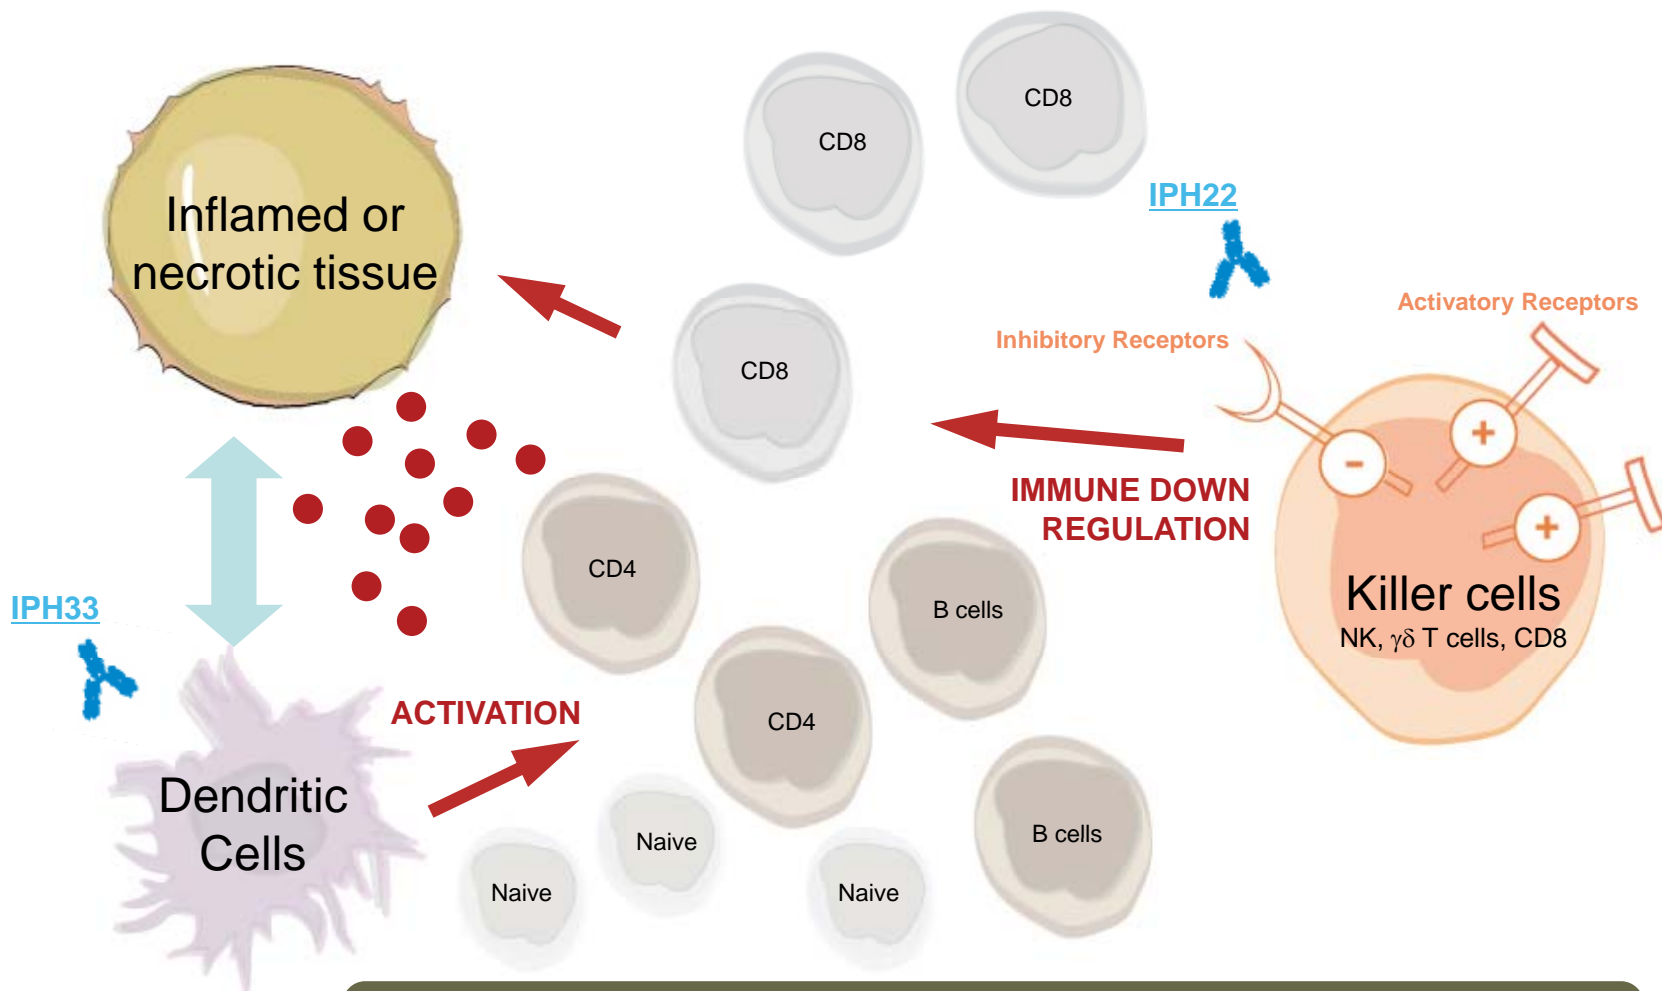 CD8
CD8
IPH22
Inflamed or
necrotic tissue
Activatory Receptors
Inhibitory Receptors
CD8
+
-
+
IMMUNE DOWN
REGULATION
CD4
B cells
Killer cells
NK, γδ T cells, CD8
IPH33
ACTIVATION
CD4
Dendritic
Cells
Naive
B cells
Naive
Naive